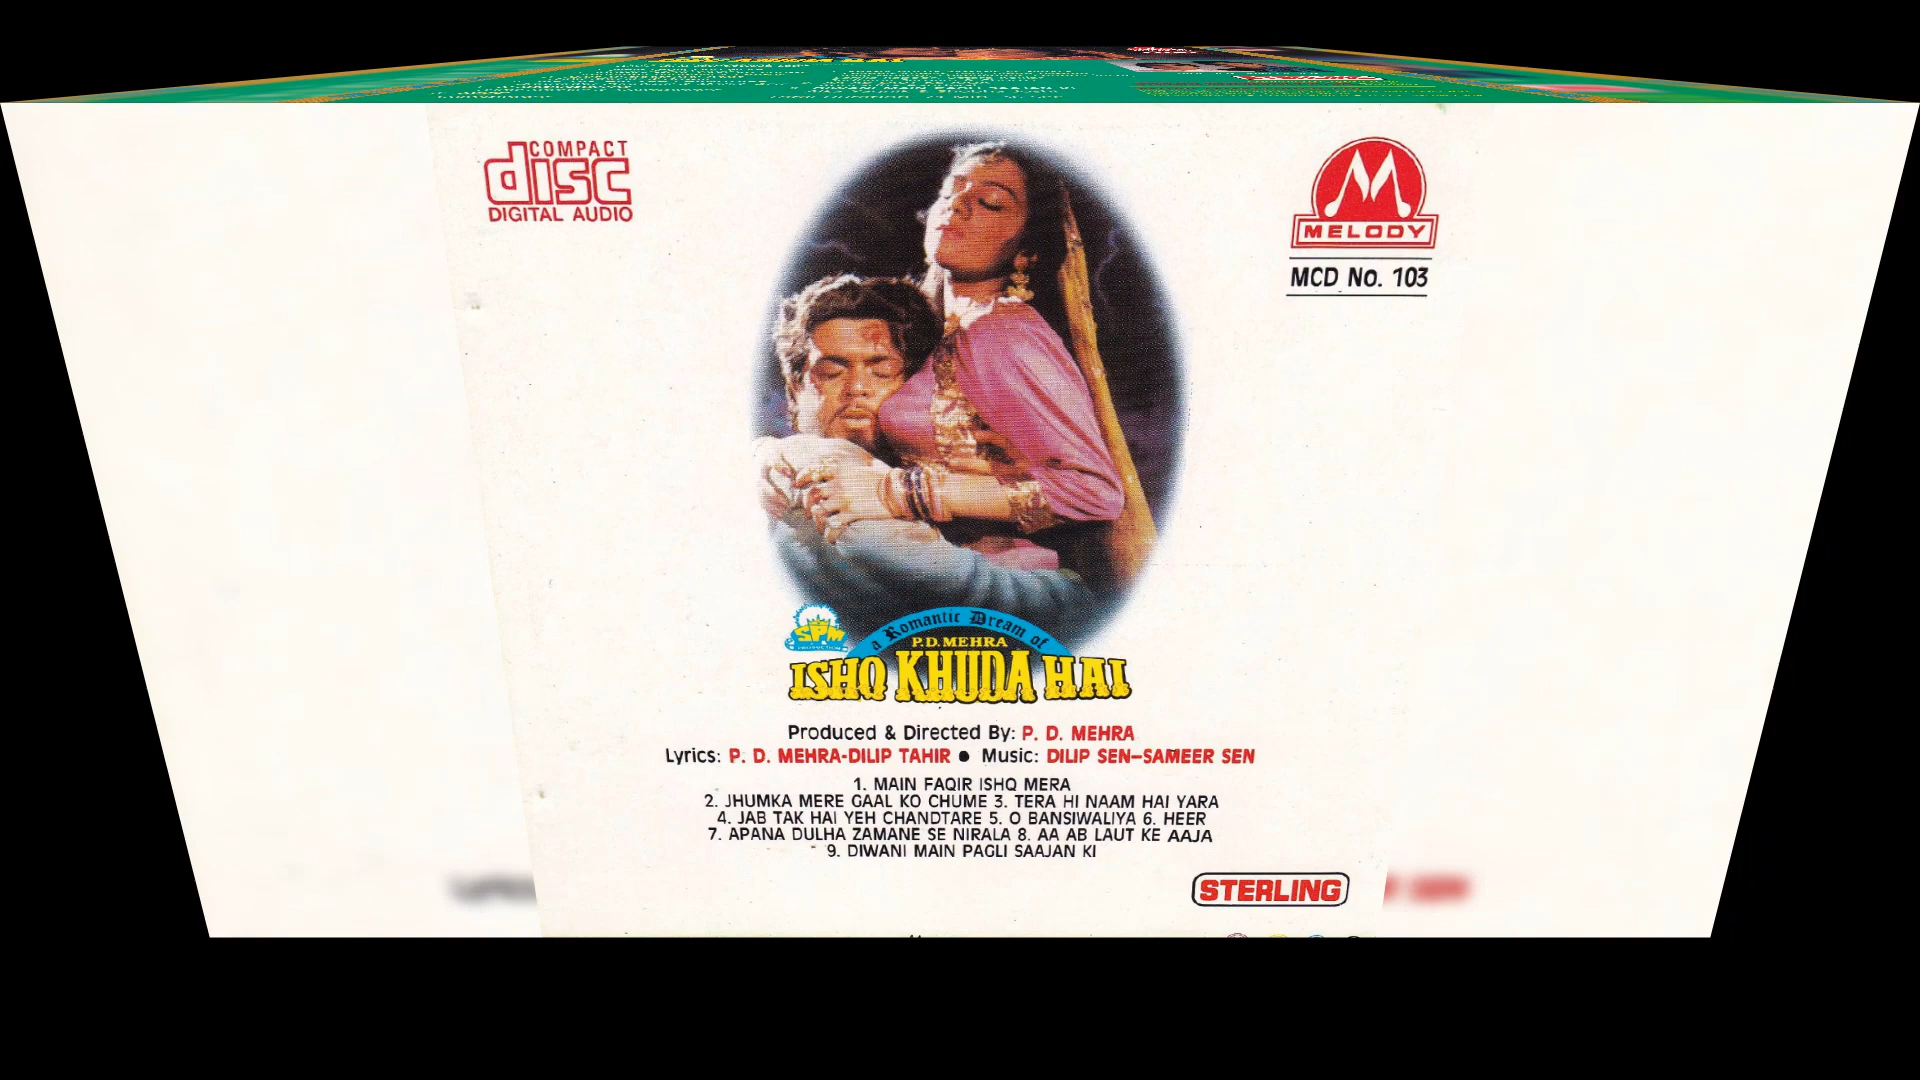 COMPACT
disc
DIGITAL AUDIO
MELODY
MCD No. 103
SPM
PRODUCTION
a Romantic Dream of
P.D. MEHRA
ISHQ KHUDA HAI
Produced & Directed By: P. D. MEHRA
Lyrics: P. D. MEHRA-DILIP TAHIR ● Music: DILIP SEN–SAMEER SEN
1. MAIN FAQIR ISHQ MERA
2. JHUMKA MERE GAAL KO CHUME 3. TERA HI NAAM HAI YARA
4. JAB TAK HAI YEH CHANDTARE 5. O BANSIWALIYA 6. HEER
7. APANA DULHA ZAMANE SE NIRALA 8. AA AB LAUT KE AAJA
9. DIWANI MAIN PAGLI SAAJAN KI
STERLING